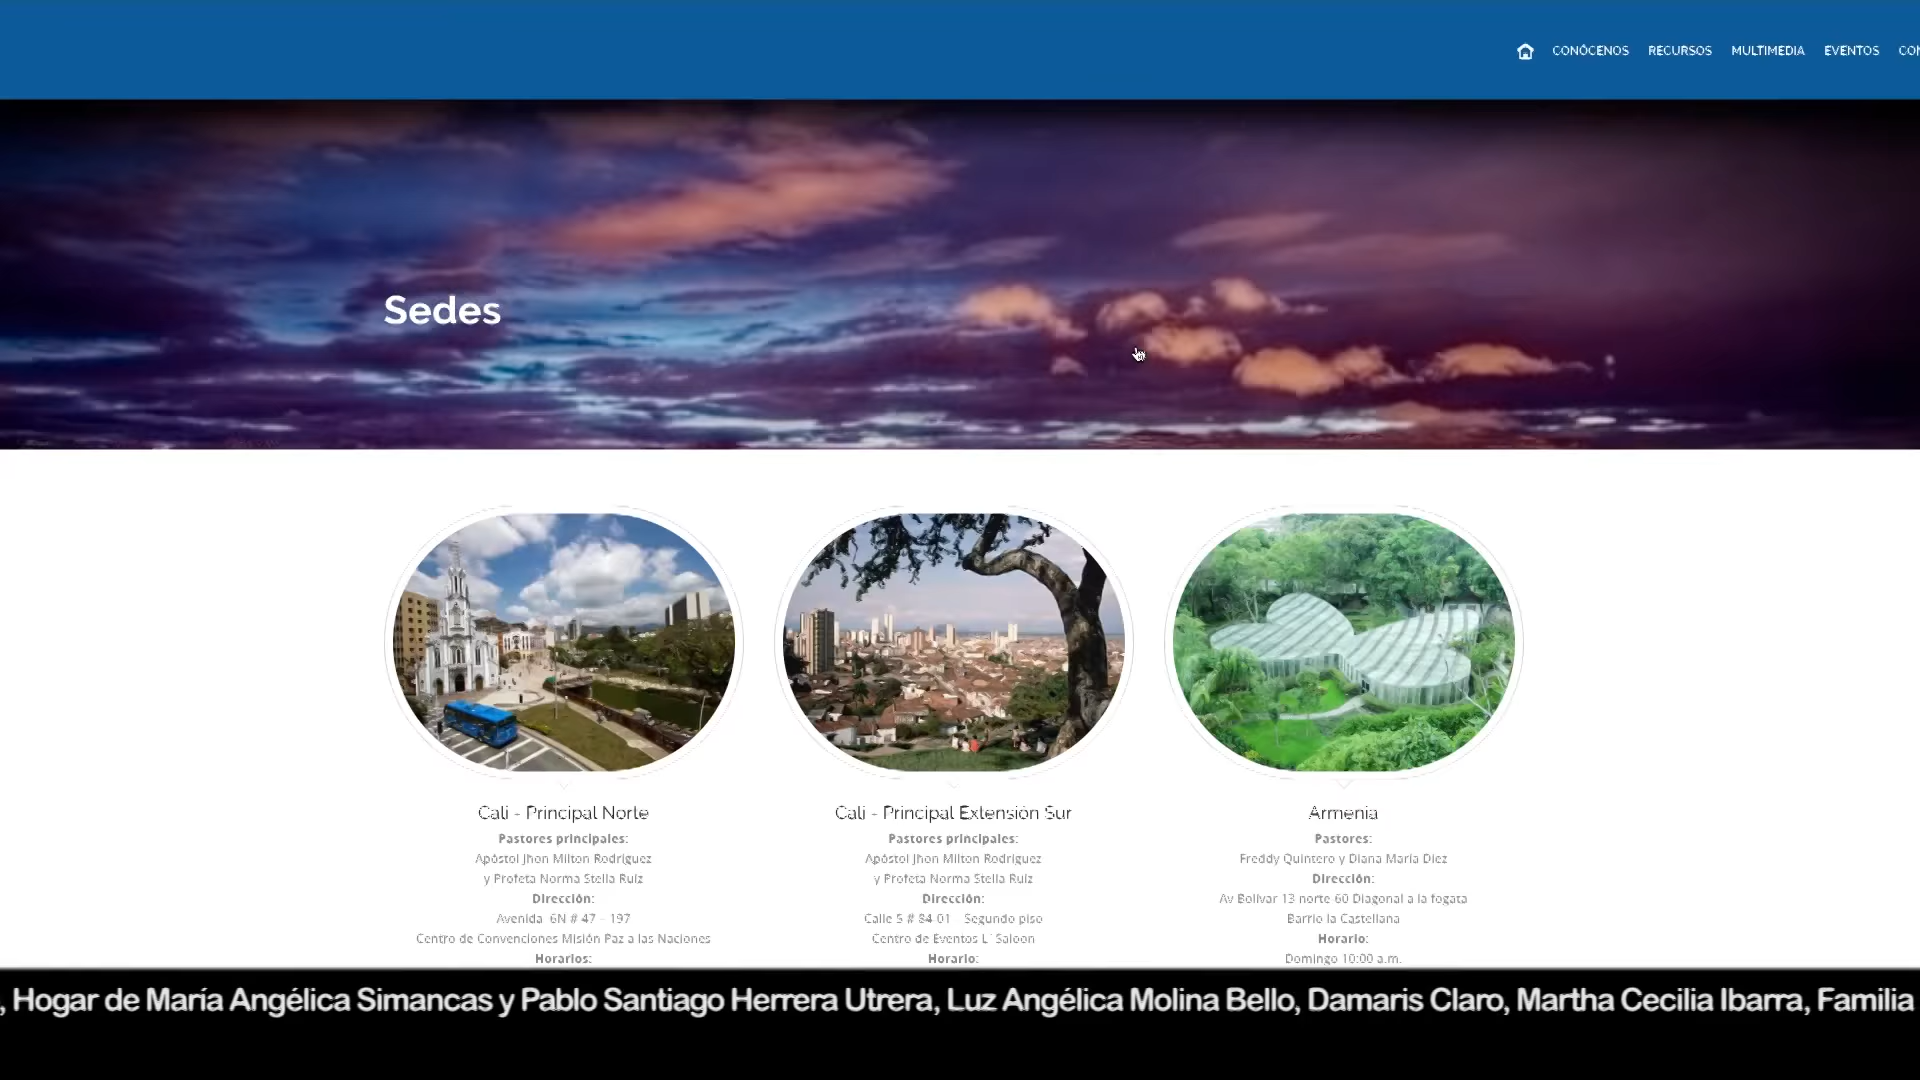 CONÓCENOS RECURSOS MULTIMEDIA EVENTOS
Sedes
Cali - Principal Norte
Pastores principales:
Apóstol Jhon Milton Rodríguez
y Profeta Norma Stella Ruiz
Dirección:
Avenida 6N # 47 - 197
Centro de Convenciones Misión Paz a las Naciones
Horarios:
Cali - Principal Extensión Sur
Pastores principales:
Apóstol Jhon Milton Rodríguez
y Profeta Norma Stella Ruiz
Dirección:
Calle 5 # 84-01 Segundo piso
Centro de Eventos L´Saloon
Horario:
Armenia
Pastores:
Freddy Quintero y Diana María Díez
Dirección:
Av Bolívar 13 norte 60 Diagonal a la fogata
Barrio la Castellana
Horario:
Domingo 10:00 a.m.
, Hogar de María Angélica Simancas y Pablo Santiago Herrera Utrera, Luz Angélica Molina Bello, Damaris Claro, Martha Cecilia Ibarra, Familia